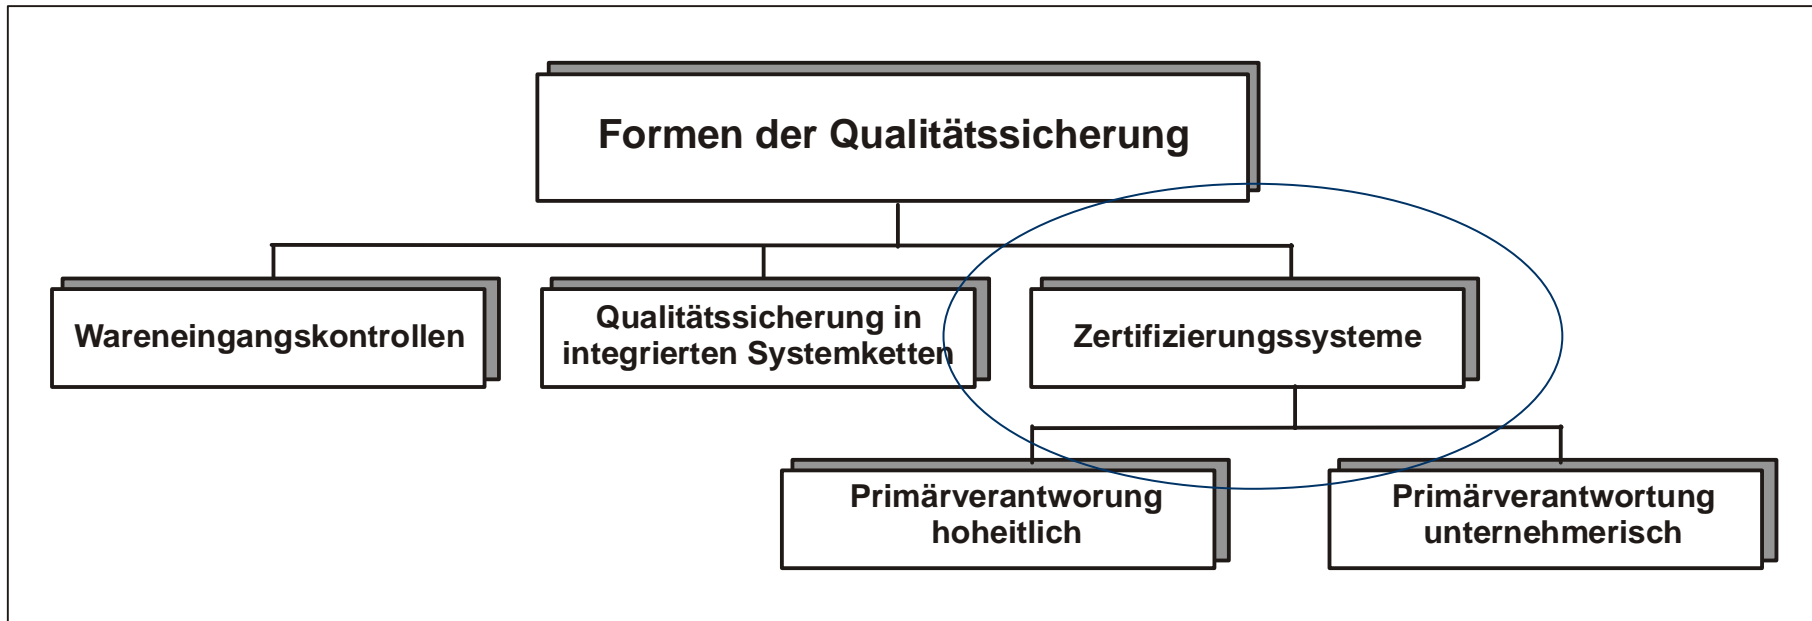 Formen der Qualitätssicherung
Wareneingangskontrollen
Qualitätssicherung in
integrierten Systemketten
Zertifizierungssysteme
Primärverantworung
hoheitlich
Primärverantwortung
unternehmerisch